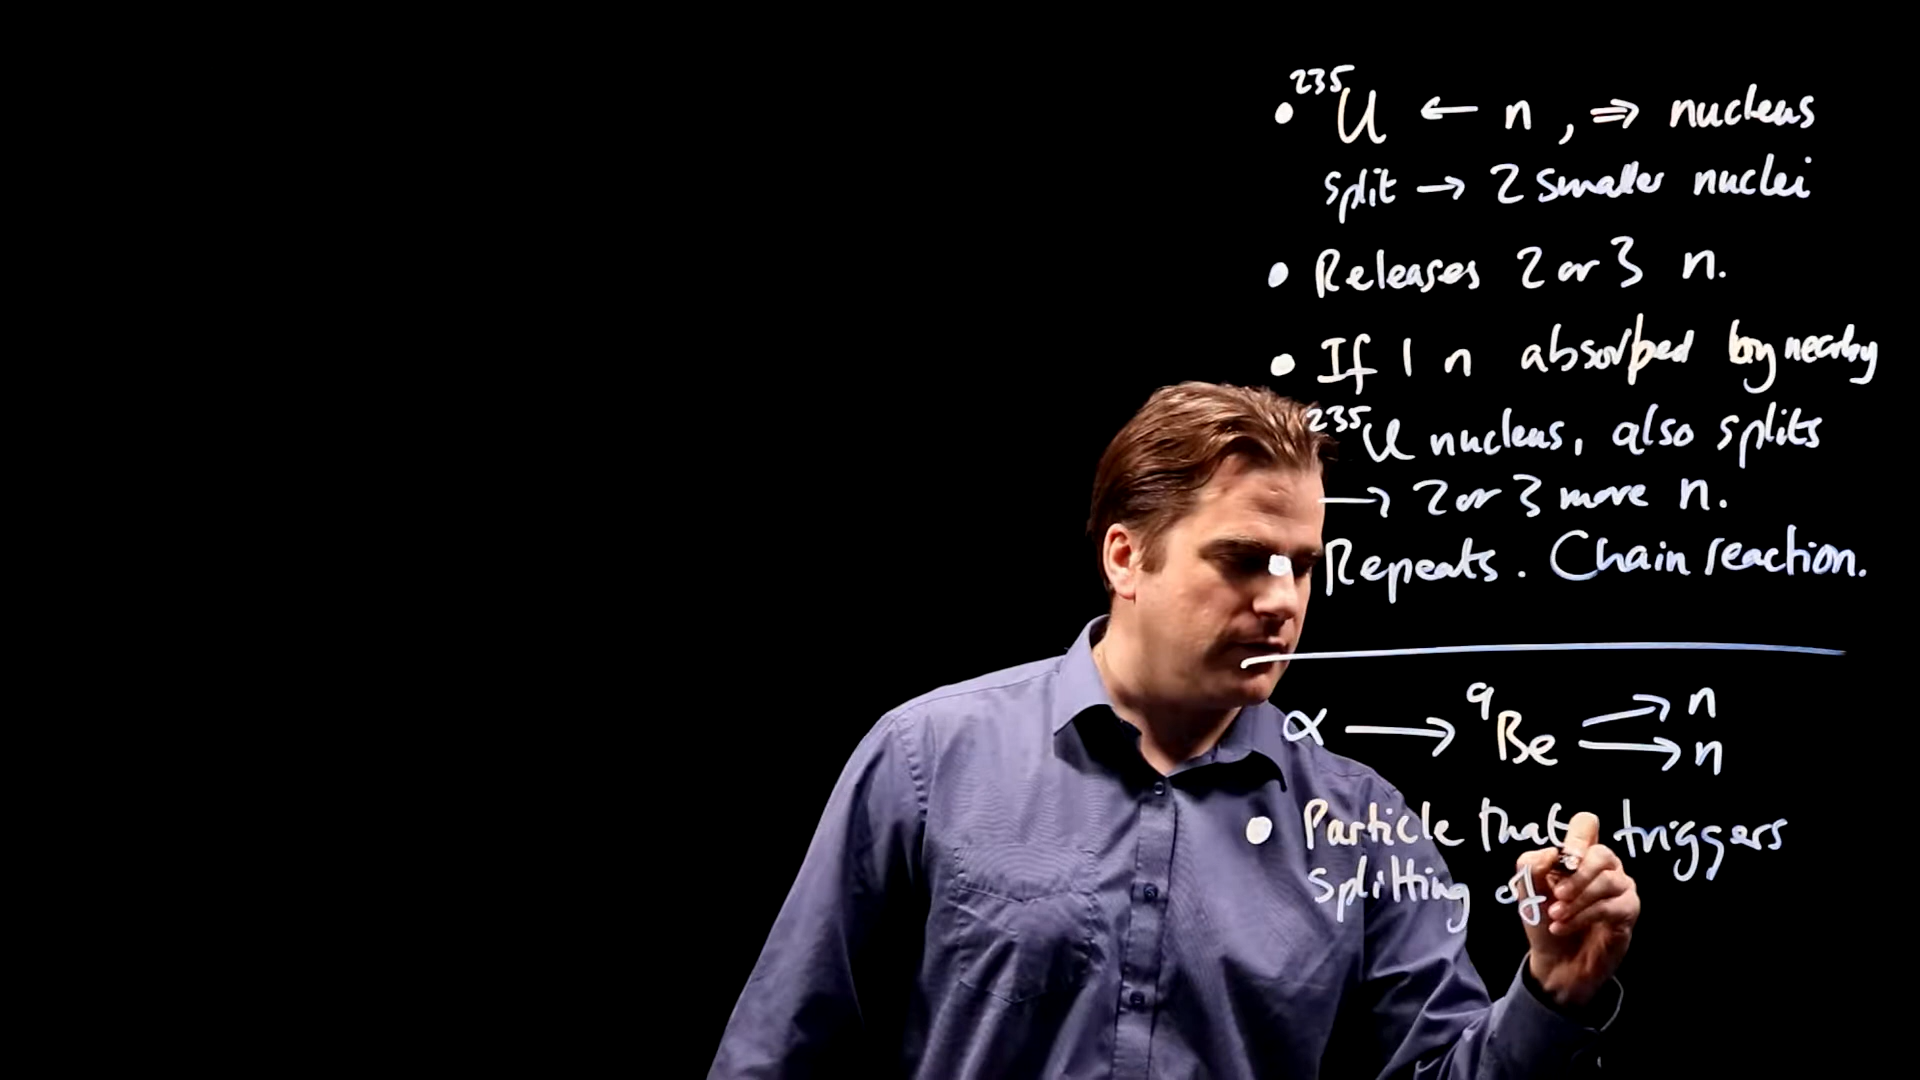 • ²³⁵U ← n , ⇒ nucleus
split → 2 smaller nuclei
• Releases 2 or 3 n.
• If 1 n absorbed by nearby
²³⁵U nucleus, also splits
→ 2 or 3 more n.
• Repeats. Chain reaction.
α → ⁹Be → n
→ n
• Particle that triggers
splitting of